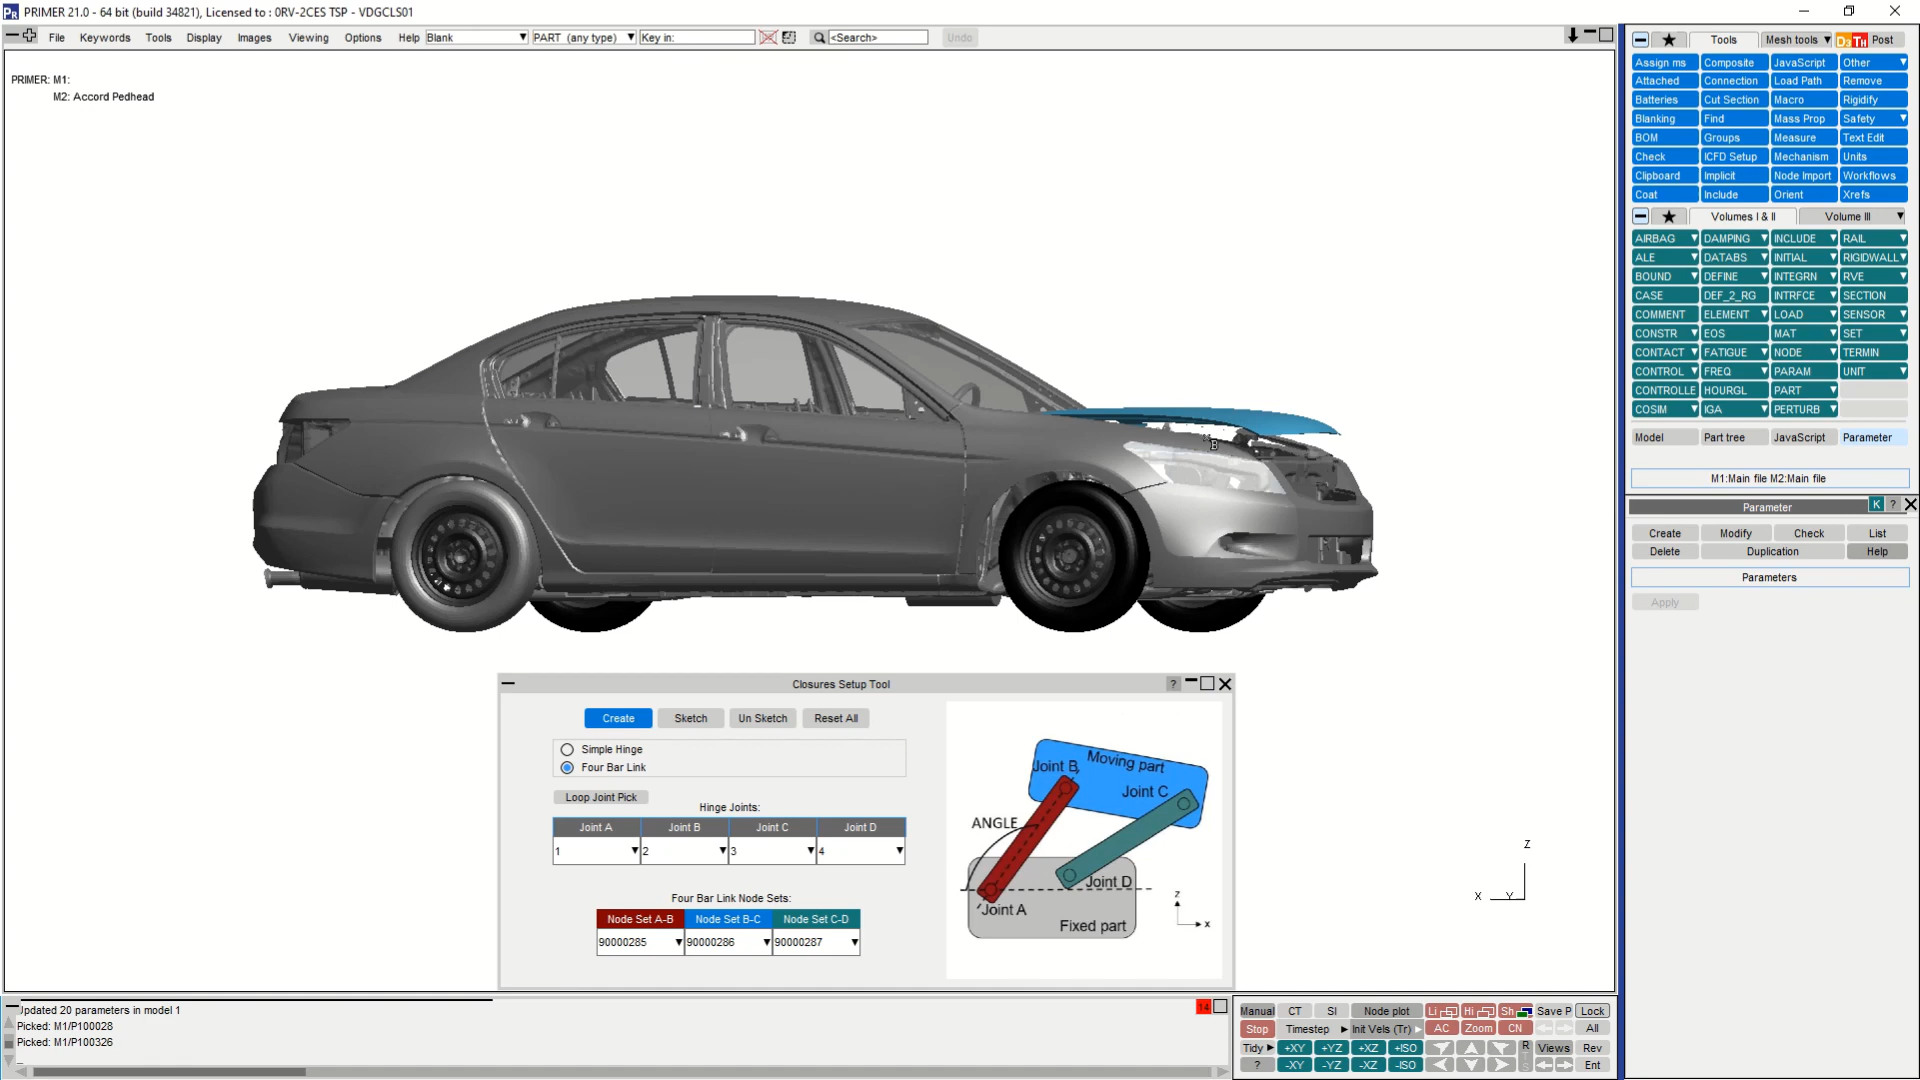 PRIMER 21.0 - 64 bit (build 34821), Licensed to : 0RV-2CES TSP - VDGCLS01
File Keywords Tools Display Images Viewing Options Help Blank PART (any type) Key in: <Search> Undo
PRIMER: M1:
M2: Accord Pedhead
Tools Mesh tools Post
Assign ms Composite JavaScript Other
Attached Connection Load Path Remove
Batteries Cut Section Macro Rigidify
Blanking Find Mass Prop Safety
BOM Groups Measure Text Edit
Check ICFD Setup Mechanism Units
Clipboard Implicit Node Import Workflows
Coat Include Orient Xrefs
Volumes I & II Volume III
AIRBAG DAMPING INCLUDE RAIL
ALE DATABS INITIAL RIGIDWALL
BOUND DEFINE INTEGRN RVE
CASE DEF_2_RG INTRFCE SECTION
COMMENT ELEMENT LOAD SENSOR
CONSTR EOS MAT SET
CONTACT FATIGUE NODE TERMIN
CONTROL FREQ PARAM UNIT
CONTROLLE HOURGL PART
COSIM IGA PERTURB
Model Part tree JavaScript Parameter
M1:Main file M2:Main file
Parameter K ?
Create Modify Check List
Delete Duplication Help
Parameters
Apply
Closures Setup Tool ?
Create Sketch Un Sketch Reset All
Simple Hinge
Four Bar Link
Loop Joint Pick
Hinge Joints:
Joint A Joint B Joint C Joint D
1 2 3 4
Four Bar Link Node Sets:
Node Set A-B Node Set B-C Node Set C-D
90000285 90000286 90000287
Joint B Moving part
Joint C
ANGLE
Joint D
Joint A
Fixed part
z
x
Z
X Y
Updated 20 parameters in model 1
Picked: M1/P100028
Picked: M1/P100326
14
Manual CT SI Node plot Li Hi Sh Save P Lock
Stop Timestep Init Vels (Tr) AC Zoom CN All
Tidy +XY +YZ +XZ +ISO Views Rev
? -XY -YZ -XZ -ISO Ent